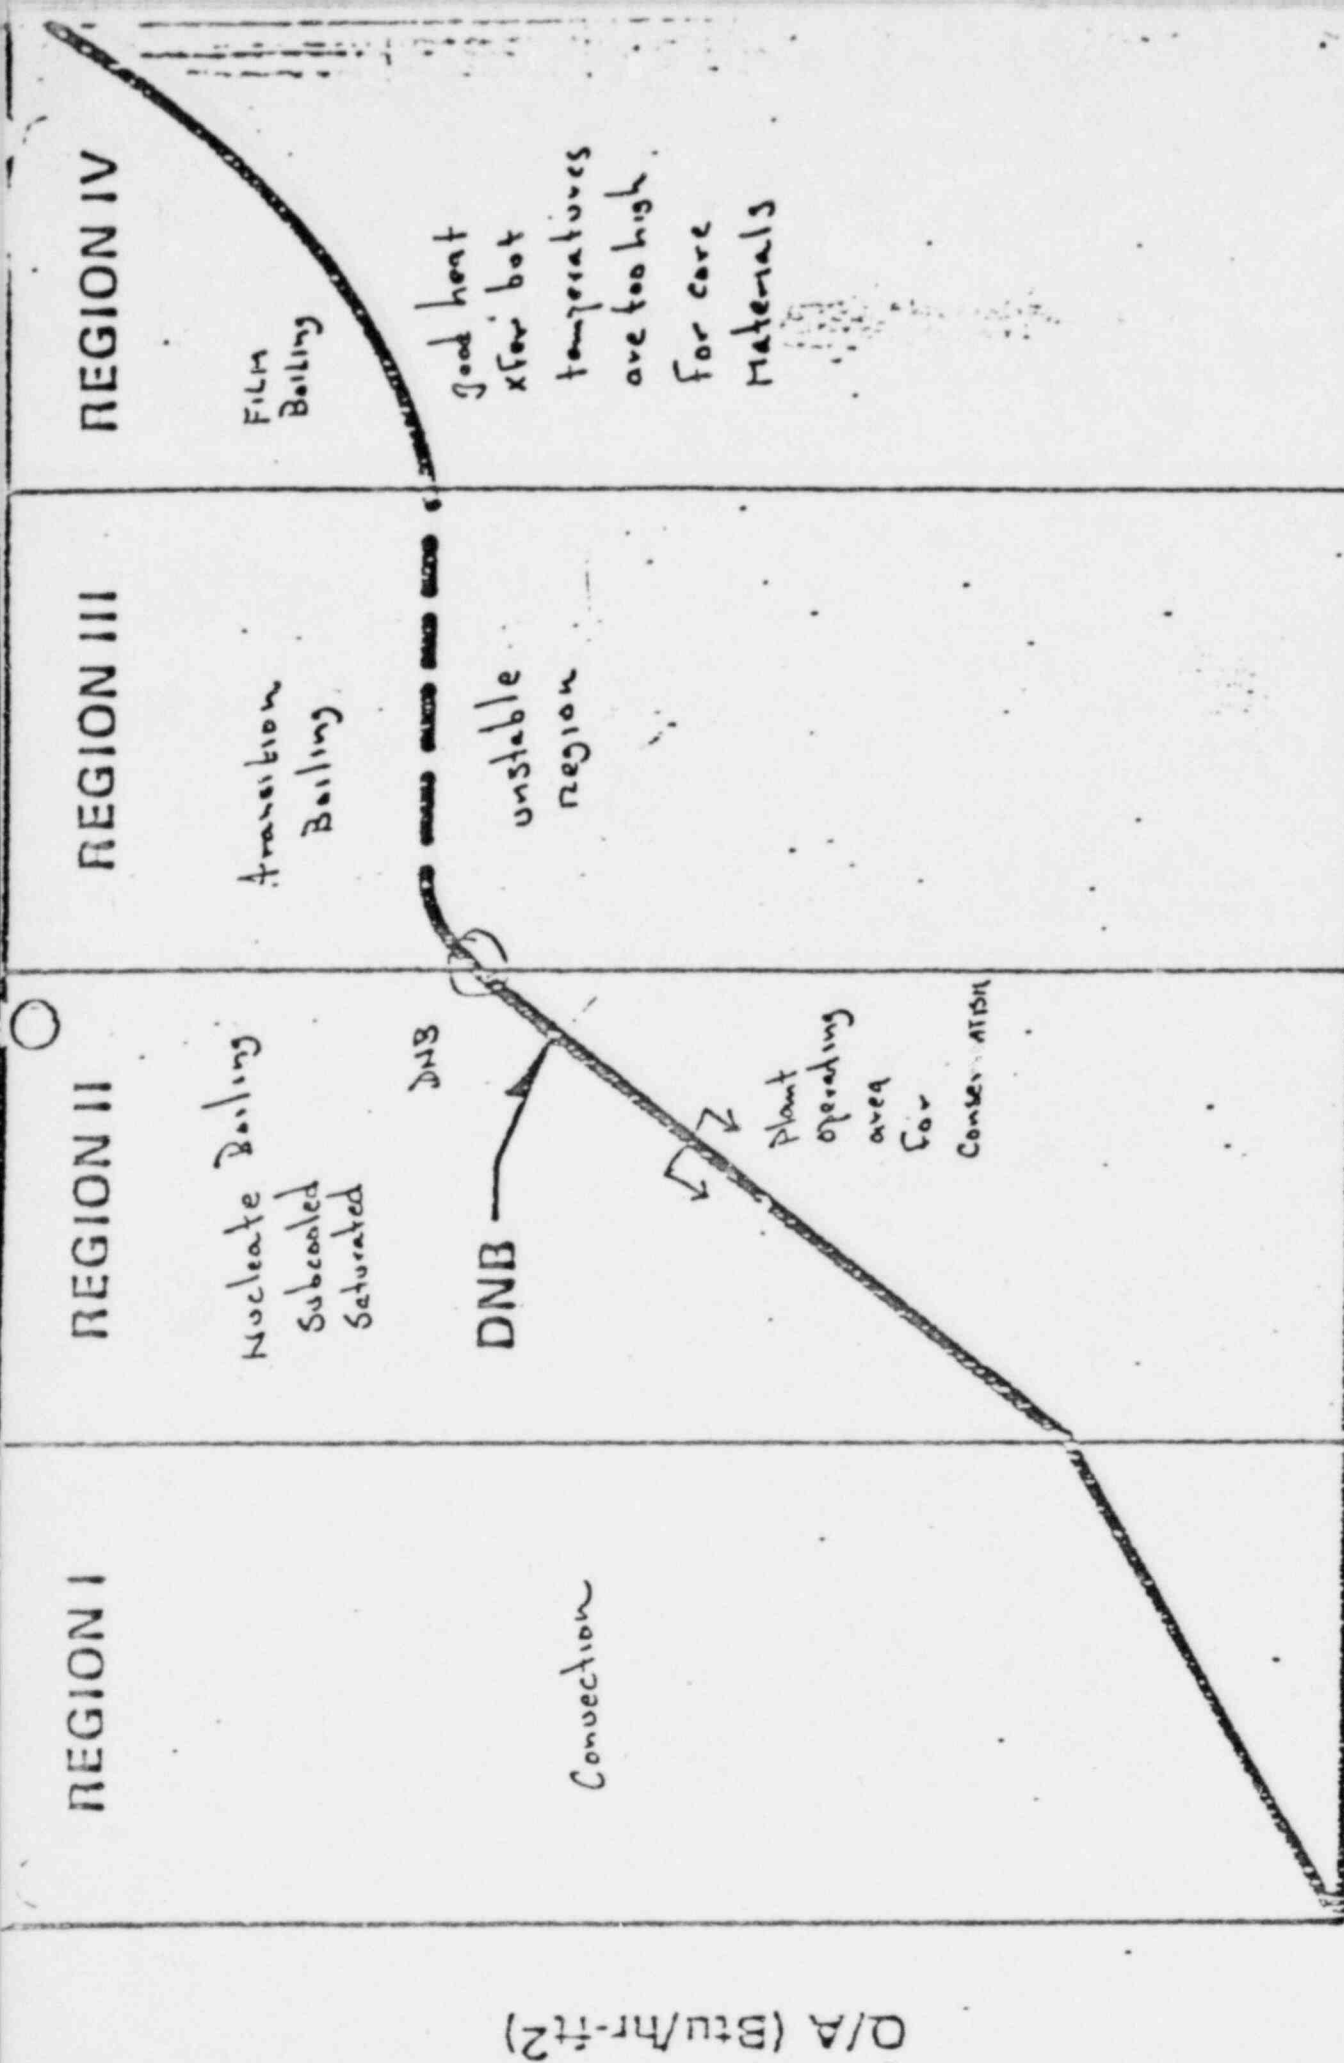 REGION I
REGION II
REGION III
REGION IV
Convection
Nucleate Boiling
Subcooled
Saturated
DNB
DNB
Plant
operating
area
For
Transition
Boiling
unstable
region
FILM
Boiling
good heat
xfer but
temperatures
are too high
For core
Materials
Q/A (Btu/hr-ft2)